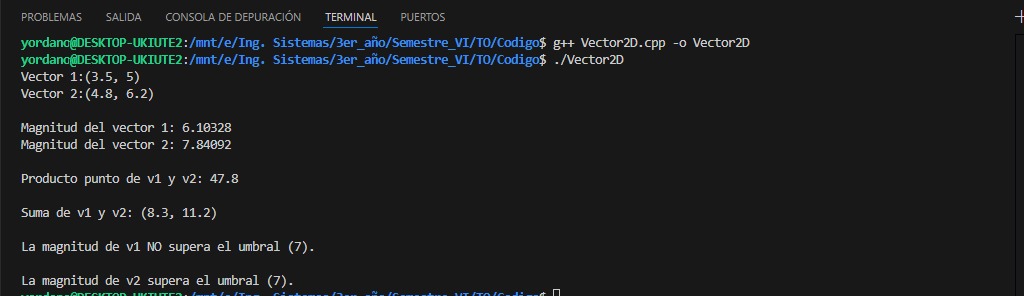 PROBLEMAS SALIDA CONSOLA DE DEPURACIÓN TERMINAL PUERTOS
yordano@DESKTOP-UKIUTE2:/mnt/e/Ing. Sistemas/3er_año/Semestre_VI/TO/Codigo$ g++ Vector2D.cpp -o Vector2D
yordano@DESKTOP-UKIUTE2:/mnt/e/Ing. Sistemas/3er_año/Semestre_VI/TO/Codigo$ ./Vector2D
Vector 1:(3.5, 5)
Vector 2:(4.8, 6.2)
Magnitud del vector 1: 6.10328
Magnitud del vector 2: 7.84092
Producto punto de v1 y v2: 47.8
Suma de v1 y v2: (8.3, 11.2)
La magnitud de v1 NO supera el umbral (7).
La magnitud de v2 supera el umbral (7).
yordano@DESKTOP-UKIUTE2:/mnt/e/Ing. Sistemas/3er_año/Semestre_VI/TO/Codigo$